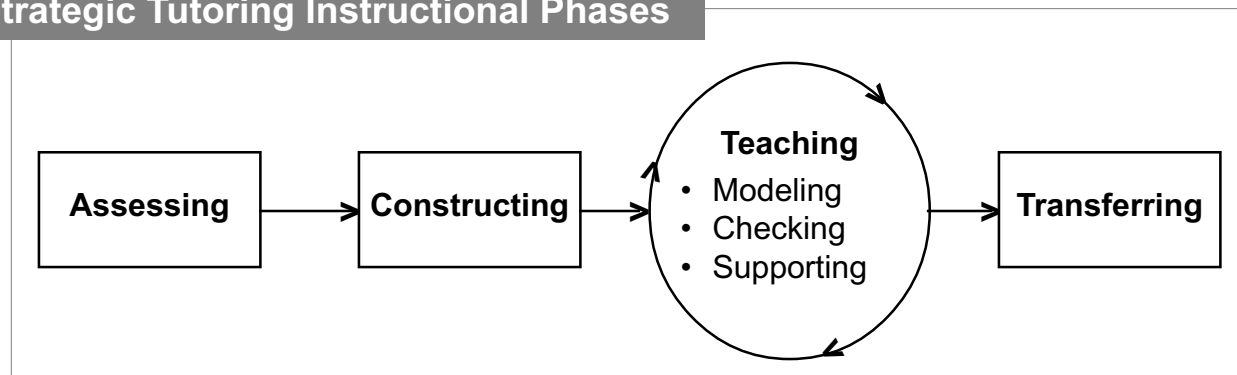 trategic Tutoring Instructional Phases
Assessing
Constructing
Teaching
• Modeling
• Checking
• Supporting
Transferring